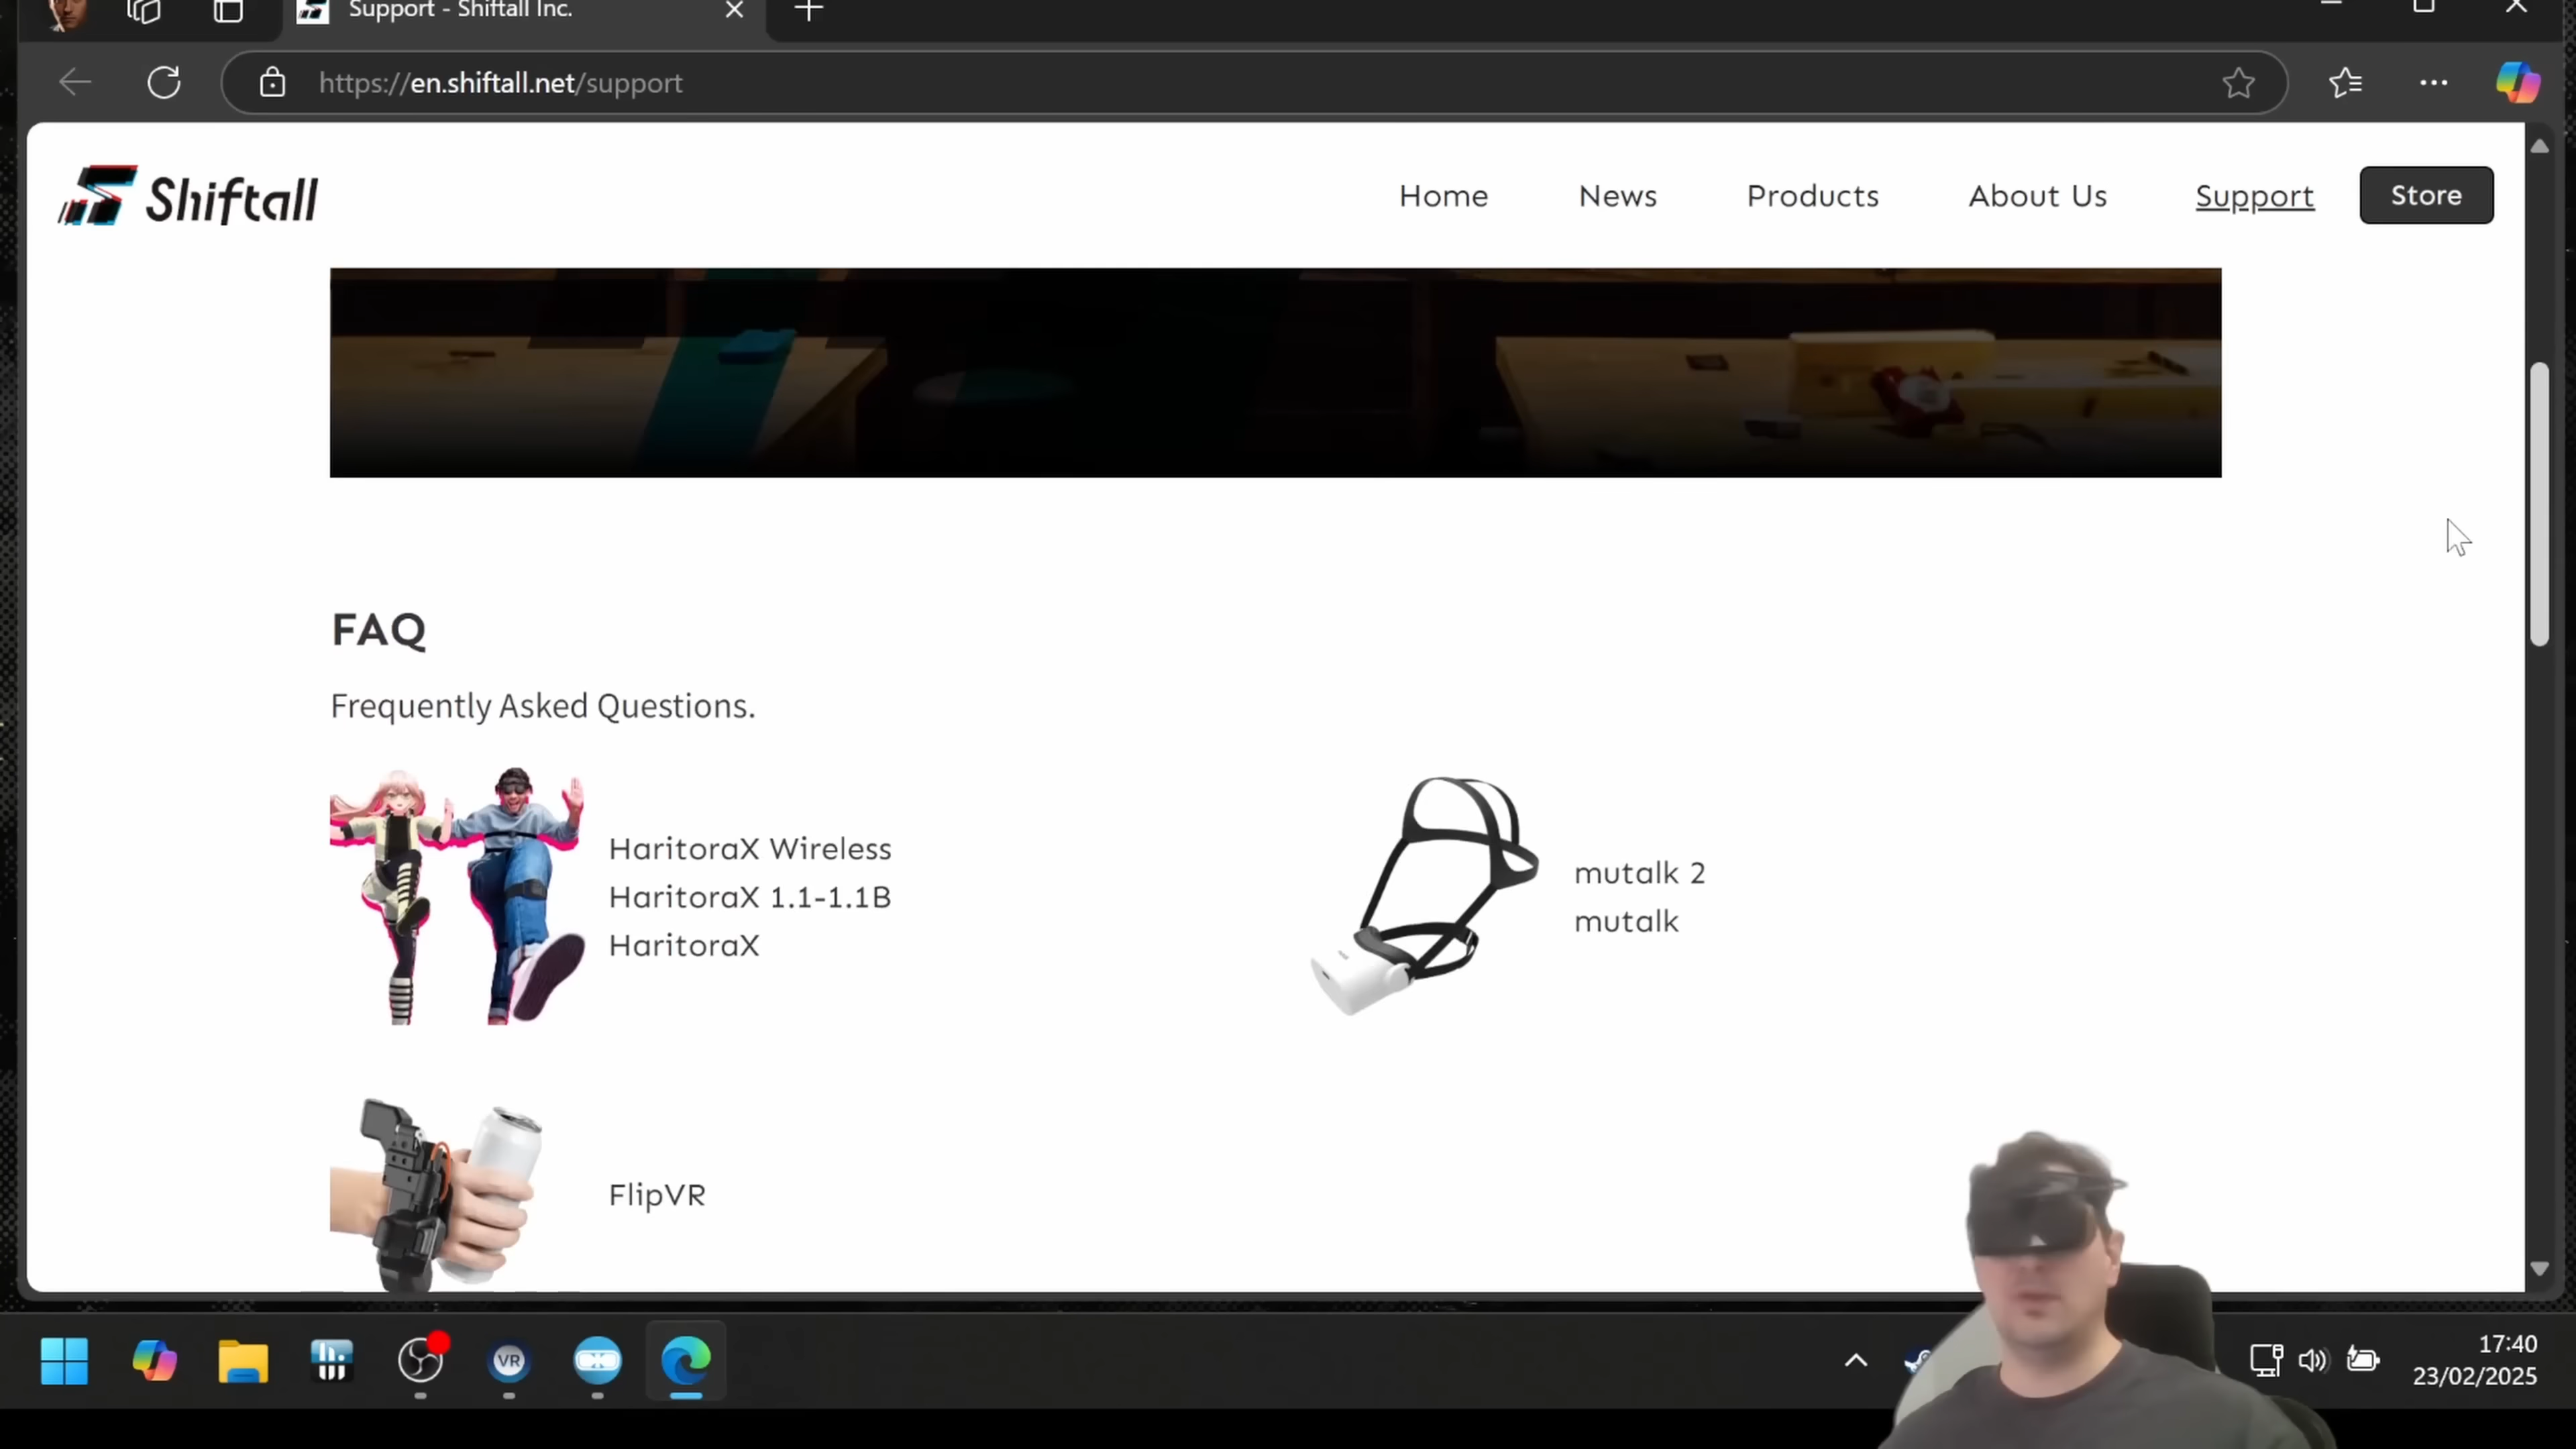 Support - Shiftall Inc.
https://en.shiftall.net/support
Shiftall
Home
News
Products
About Us
Support
Store
FAQ
Frequently Asked Questions.
HaritoraX Wireless
HaritoraX 1.1-1.1B
HaritoraX
mutalk 2
mutalk
FlipVR
VR
17:40
23/02/2025